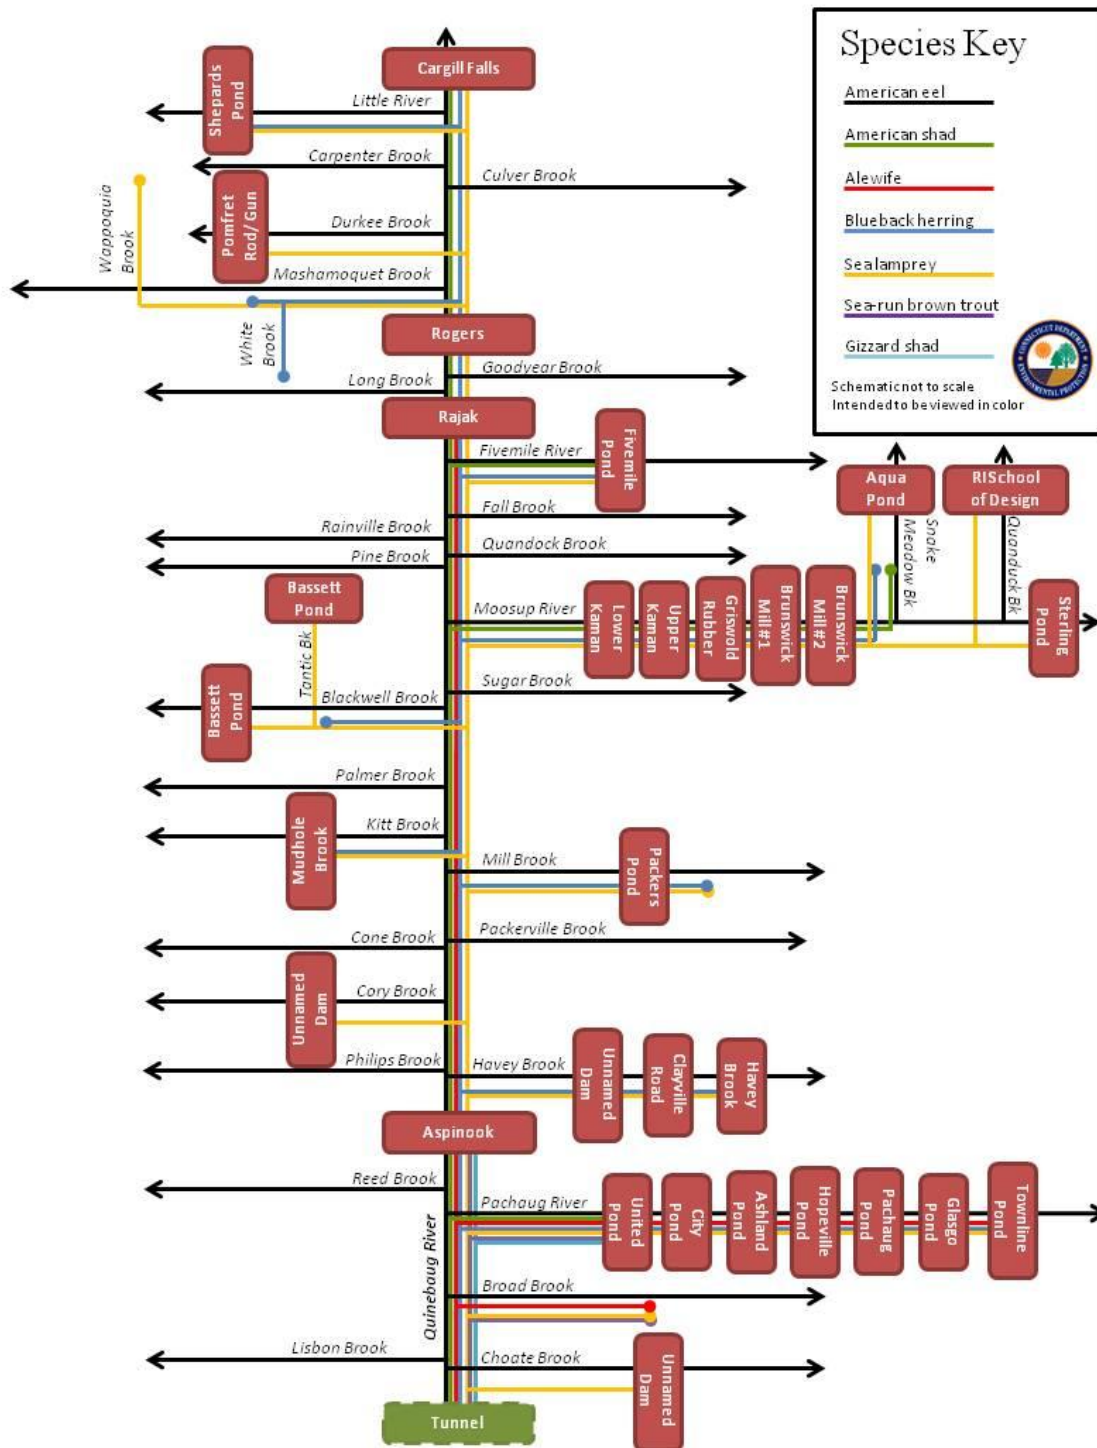 Species Key
American eel
American shad
Alewife
Blueback herring
Sea lamprey
Sea-run brown trout
Gizzard shad
Schematic not to scale
Intended to be viewed in color
CONNECTICUT DEPARTMENT
ENVIRONMENTAL PROTECTION
Cargill Falls
Shepards
Pond
Little River
Carpenter Brook
Culver Brook
Wappoquia
Brook
Pomfret
Rod/ Gun
Durkee Brook
Mashamoquet Brook
White
Brook
Rogers
Goodyear Brook
Long Brook
Rajak
Fivemile River
Fivemile
Pond
Aqua
Pond
RISchool
of Design
Fall Brook
Rainville Brook
Quandock Brook
Pine Brook
Snake
Meadow Bk
Quanduck Bk
Bassett
Pond
Tantic Bk
Moosup River
Lower
Kaman
Upper
Kaman
Griswold
Rubber
Brunswick
Mill #1
Brunswick
Mill #2
Sterling
Pond
Sugar Brook
Bassett
Pond
Blackwell Brook
Palmer Brook
Kitt Brook
Mudhole
Brook
Mill Brook
Packers
Pond
Packerville Brook
Cone Brook
Unnamed
Dam
Cory Brook
Philips Brook
Havey Brook
Unnamed
Dam
Clayville
Road
Havey
Brook
Aspinook
Reed Brook
Pachaug River
United
Pond
City
Pond
Ashland
Pond
Hopeville
Pond
Pachaug
Pond
Glasgo
Pond
Townline
Pond
Quinebaug River
Broad Brook
Lisbon Brook
Choate Brook
Unnamed
Dam
Tunnel